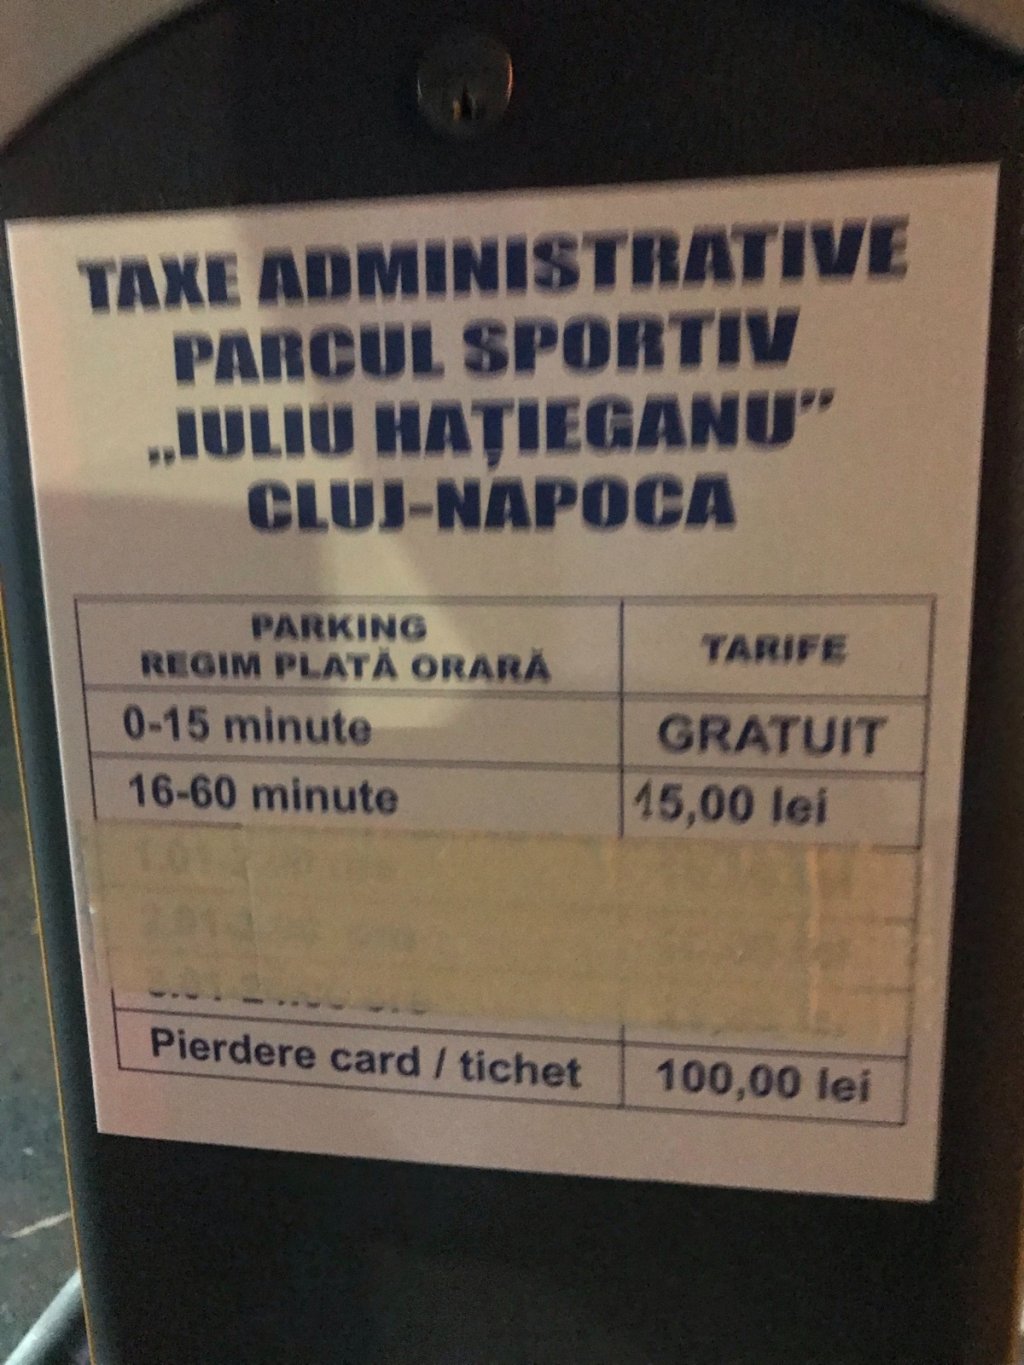 TAXE ADMINISTRATIVE
PARCUL SPORTIV
„IULIU HAȚIEGANU”
CLUJ-NAPOCA
PARKING
REGIM PLATĂ ORARĂ
TARIFE
0-15 minute GRATUIT
16-60 minute 15,00 lei
Pierdere card / tichet 100,00 lei